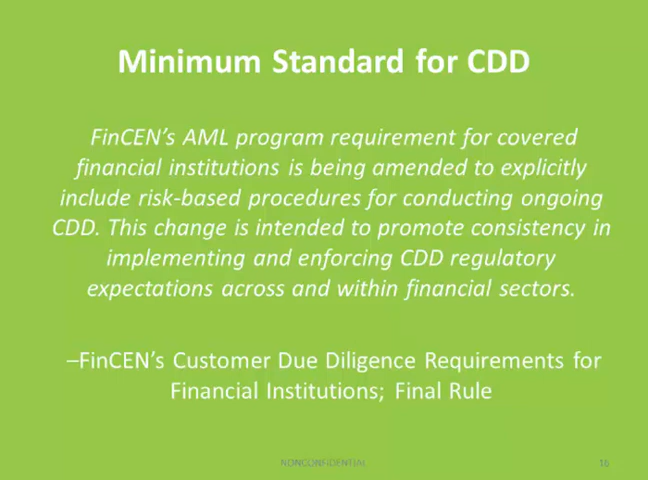 Minimum Standard for CDD
FinCEN’s AML program requirement for covered
financial institutions is being amended to explicitly
include risk-based procedures for conducting ongoing
CDD. This change is intended to promote consistency in
implementing and enforcing CDD regulatory
expectations across and within financial sectors.
–FinCEN’s Customer Due Diligence Requirements for
Financial Institutions; Final Rule
NONCONFIDENTIAL
16